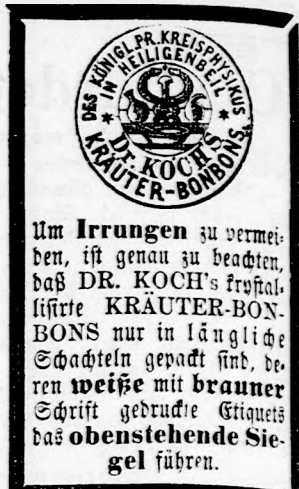 DES KÖNIGL. PR. KREISPHYSIKUS
IN HEILIGENBEIL
* DR. KOCH'S *
KRÄUTER-BONBONS.
Um Irrungen zu vermei-
den, iſt genau zu beachten,
daß DR. KOCH's kryſtal-
liſirte KRÄUTER-BON-
BONS nur in längliche
Schachteln gepackt ſind, de-
ren weiße mit brauner
Schrift gedruckte Etiquets
das obenstehende Sie-
gel führen.